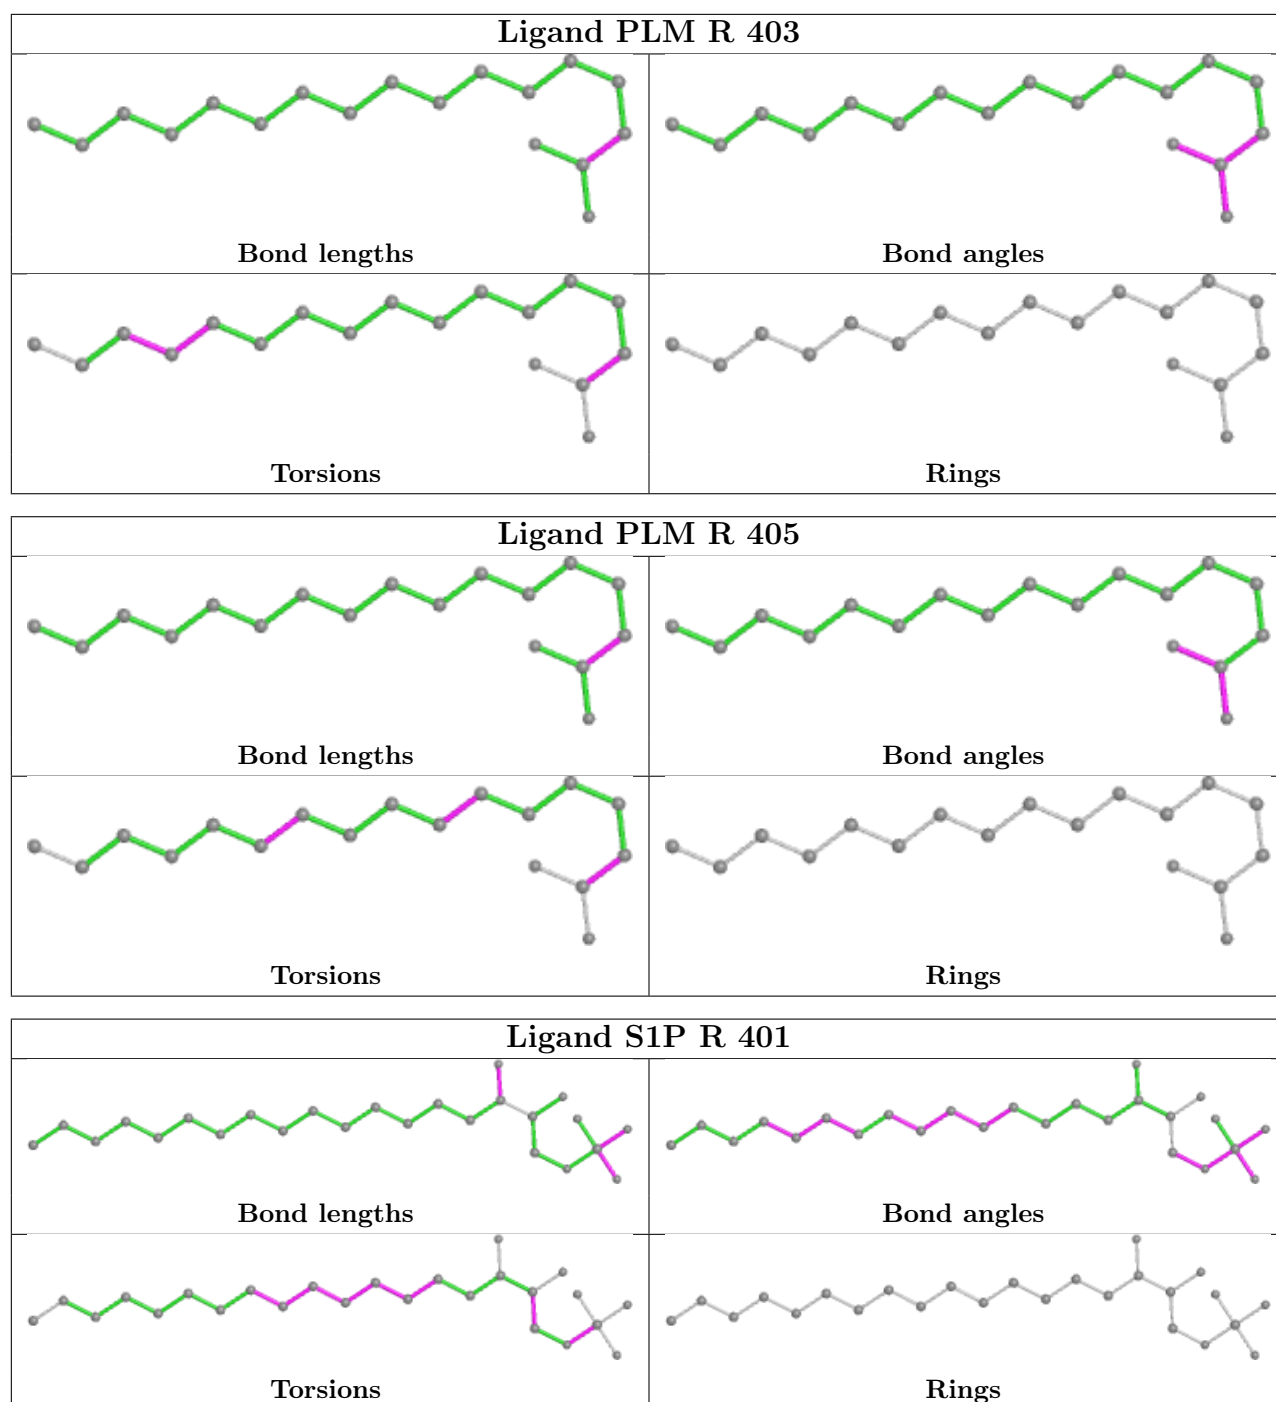 Ligand PLM R 403
Bond lengths
Bond angles
Torsions
Rings
Ligand PLM R 405
Bond lengths
Bond angles
Torsions
Rings
Ligand S1P R 401
Bond lengths
Bond angles
Torsions
Rings